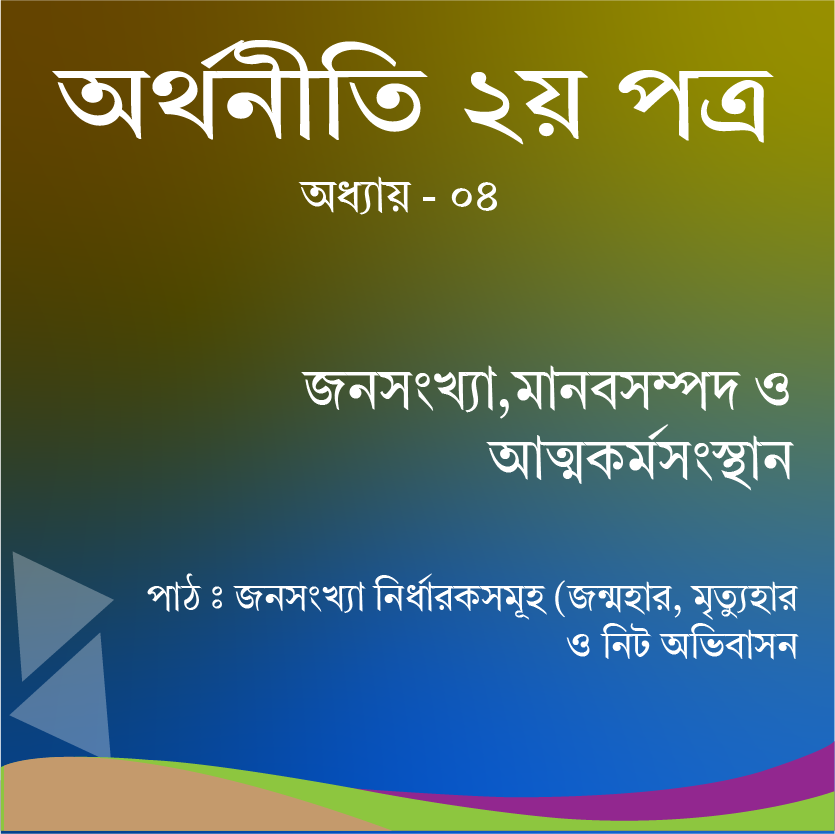 অর্থনীতি ২য় পত্র
অধ্যায় - ০৪
জনসংখ্যা,মানবসম্পদ ও
আত্মকর্মসংস্থান
পাঠ ঃ জনসংখ্যা নির্ধারকসমূহ (জন্মহার, মৃত্যুহার
ও নিট অভিবাসন